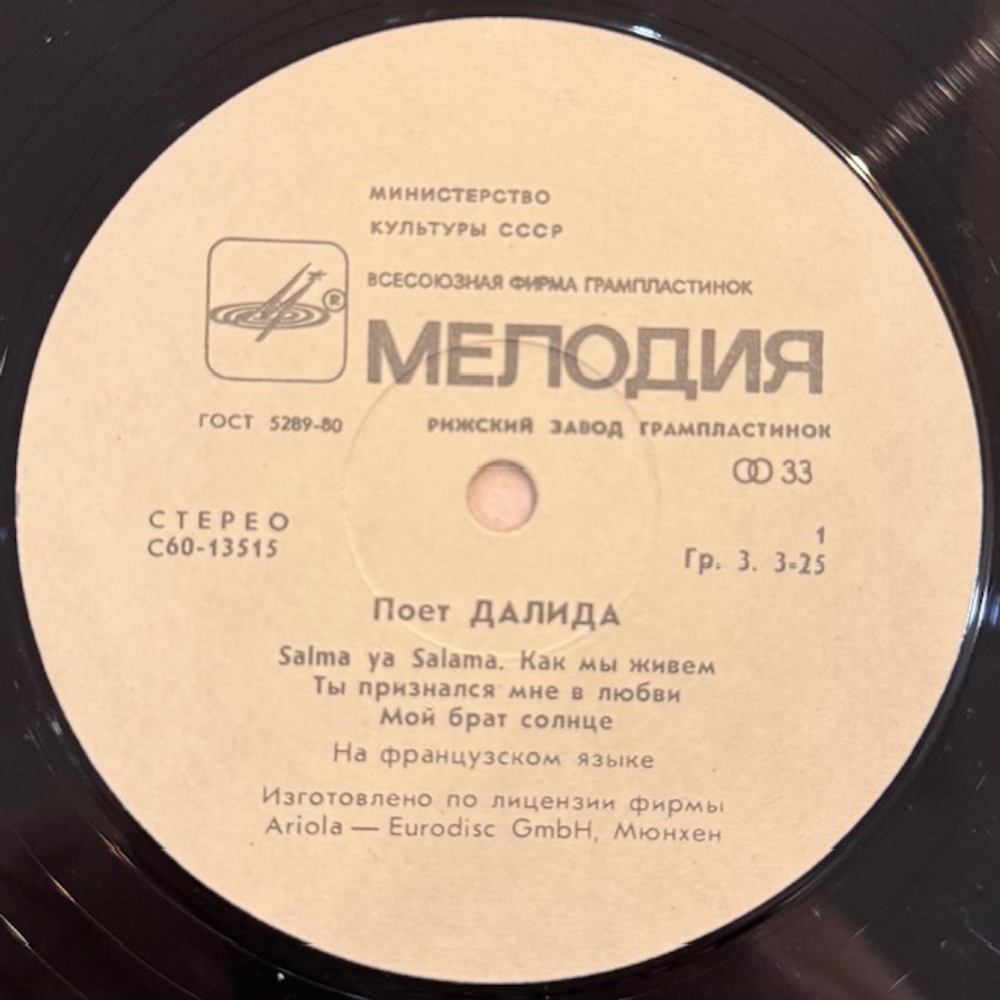 МИНИСТЕРСТВО
КУЛЬТУРЫ СССР
ВСЕСОЮЗНАЯ ФИРМА ГРАМПЛАСТИНОК
®
МЕЛОДИЯ
ГОСТ 5289-80 РИЖСКИЙ ЗАВОД ГРАМПЛАСТИНОК
33
СТЕРЕО 1
С60-13515 Гр. 3. 3-25
Поет ДАЛИДА
Salma ya Salama. Как мы живем
Ты признался мне в любви
Мой брат солнце
На французском языке
Изготовлено по лицензии фирмы
Ariola — Eurodisc GmbH, Мюнхен